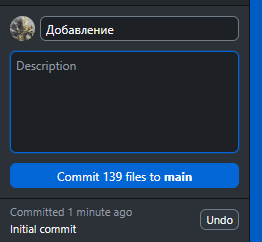 Добавление
Description
Commit 139 files to main
Committed 1 minute ago
Undo
Initial commit